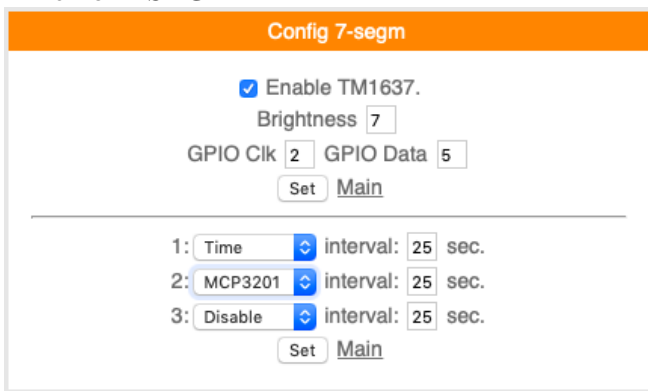 Config 7-segm
Enable TM1637.
Brightness 7
GPIO Clk 2 GPIO Data 5
Set Main
1: Time interval: 25 sec.
2: MCP3201 interval: 25 sec.
3: Disable interval: 25 sec.
Set Main